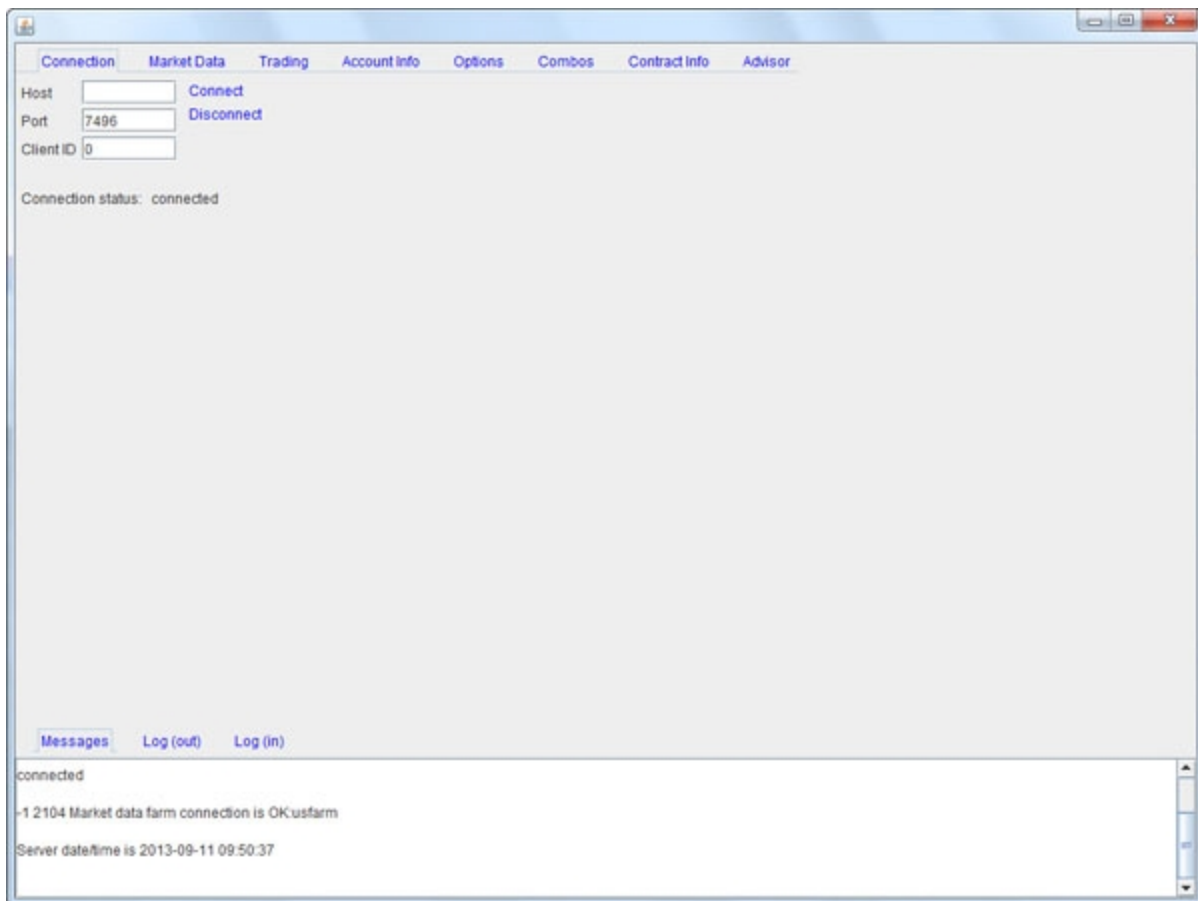 Connection Market Data Trading Account Info Options Combos Contract Info Advisor
Host Connect
Port 7496 Disconnect
Client ID 0
Connection status: connected
Messages Log (out) Log (in)
connected
-1 2104 Market data farm connection is OK:usfarm
Server date/time is 2013-09-11 09:50:37